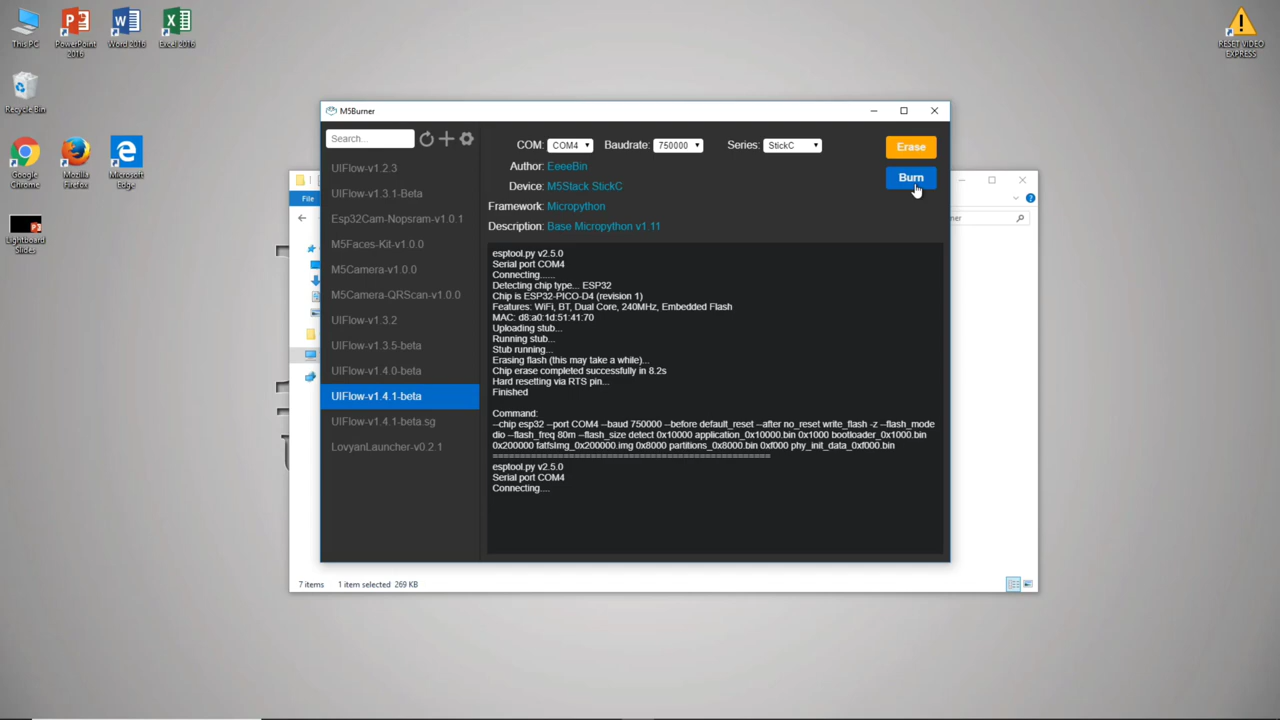 This PC
PowerPoint 2016
Word 2016
Excel 2016
RESET VIDEO EXPRESS
Recycle Bin
Google Chrome
Mozilla Firefox
Microsoft Edge
Lightboard Slides
M5Burner
Search...
COM: COM4
Baudrate: 750000
Series: StickC
Erase
Burn
Author: EeeeBin
Device: M5Stack StickC
Framework: Micropython
Description: Base Micropython v1.11
UIFlow-v1.2.3
UIFlow-v1.3.1-Beta
Esp32Cam-Nopsram-v1.0.1
M5Faces-Kit-v1.0.0
M5Camera-v1.0.0
M5Camera-QRScan-v1.0.0
UIFlow-v1.3.2
UIFlow-v1.3.5-beta
UIFlow-v1.4.0-beta
UIFlow-v1.4.1-beta
UIFlow-v1.4.1-beta.sg
LovyanLauncher-v0.2.1
esptool.py v2.5.0
Serial port COM4
Connecting......
Detecting chip type... ESP32
Chip is ESP32-PICO-D4 (revision 1)
Features: WiFi, BT, Dual Core, 240MHz, Embedded Flash
MAC: d8:a0:1d:51:41:70
Uploading stub...
Running stub...
Stub running...
Erasing flash (this may take a while)...
Chip erase completed successfully in 8.2s
Hard resetting via RTS pin...
Finished
Command:
--chip esp32 --port COM4 --baud 750000 --before default_reset --after no_reset write_flash -z --flash_mode
dio --flash_freq 80m --flash_size detect 0x10000 application_0x10000.bin 0x1000 bootloader_0x1000.bin
0x200000 fatfsImg_0x200000.img 0x8000 partitions_0x8000.bin 0xf000 phy_init_data_0xf000.bin
==================================================
esptool.py v2.5.0
Serial port COM4
Connecting....
File
ner
7 items
1 item selected 269 KB